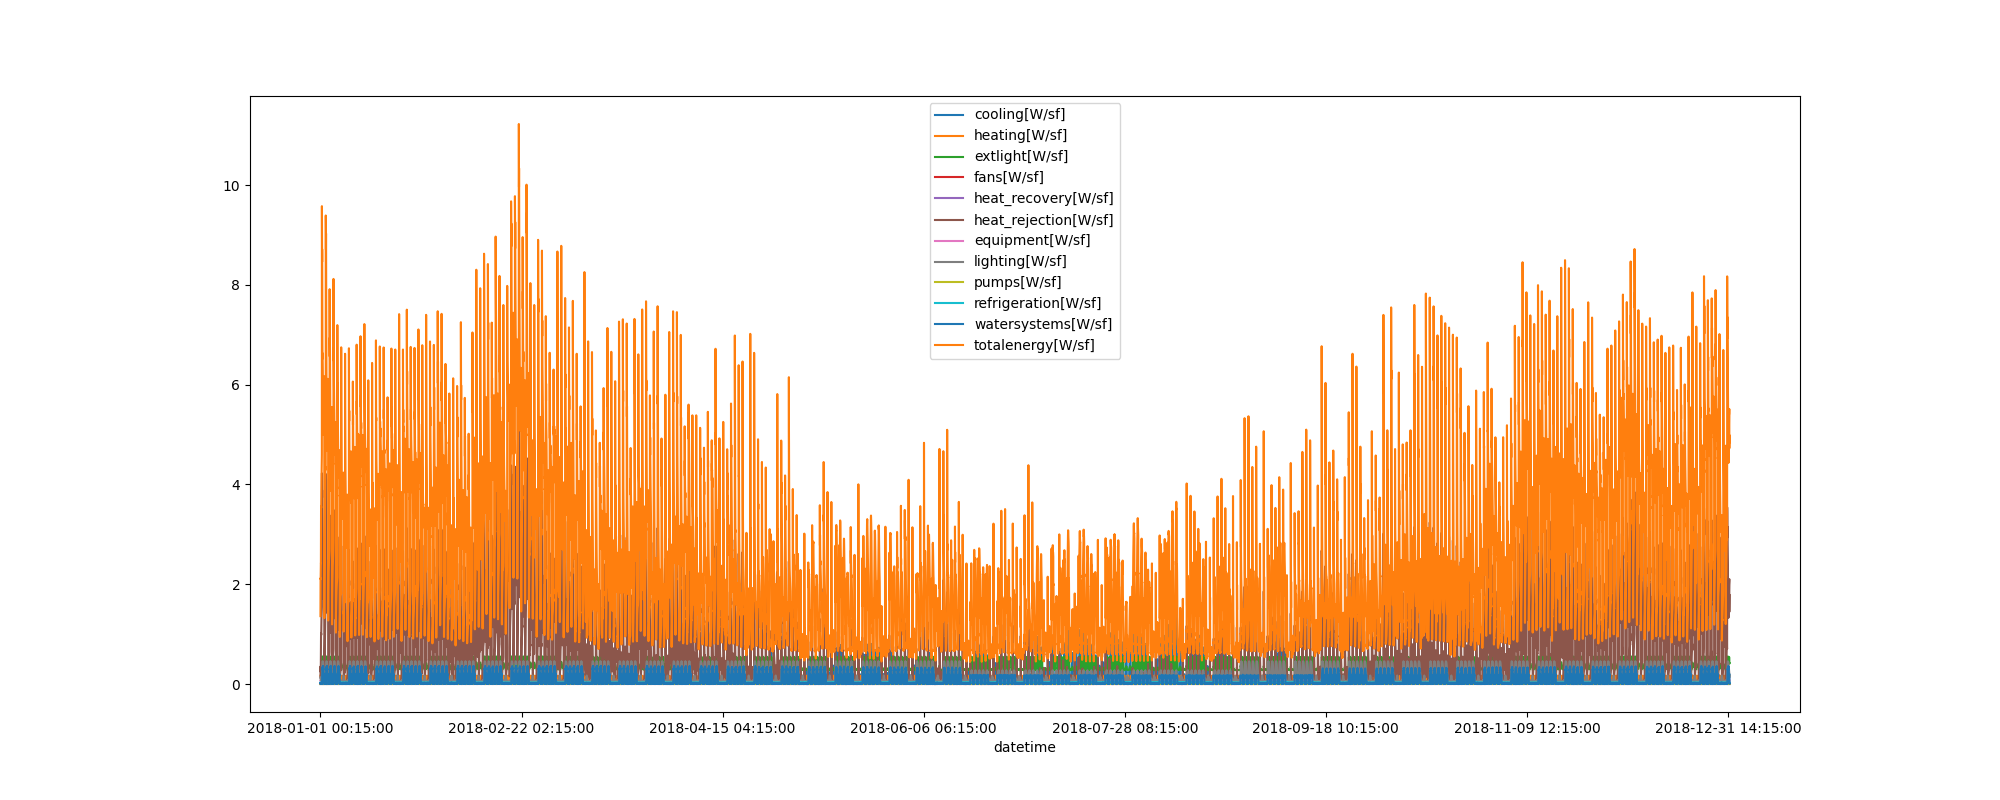 cooling[W/sf]
heating[W/sf]
extlight[W/sf]
fans[W/sf]
heat_recovery[W/sf]
heat_rejection[W/sf]
equipment[W/sf]
lighting[W/sf]
pumps[W/sf]
refrigeration[W/sf]
watersystems[W/sf]
totalenergy[W/sf]
10
8
6
4
2
0
2018-01-01 00:15:00 2018-02-22 02:15:00 2018-04-15 04:15:00 2018-06-06 06:15:00 2018-07-28 08:15:00 2018-09-18 10:15:00 2018-11-09 12:15:00 2018-12-31 14:15:00
datetime